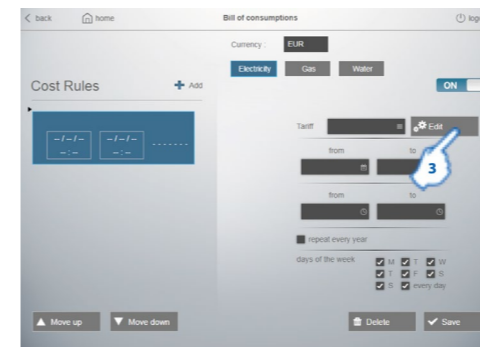 back home Bill of consumptions
Currency : EUR
Electricity Gas Water
Cost Rules Add
ON
Tariff Edit
from to
3
--/--/-- --/--/-- -------
--:-- --:--
from to
repeat every year
days of the week M T W
T F S
S every day
Move up Move down Delete Save